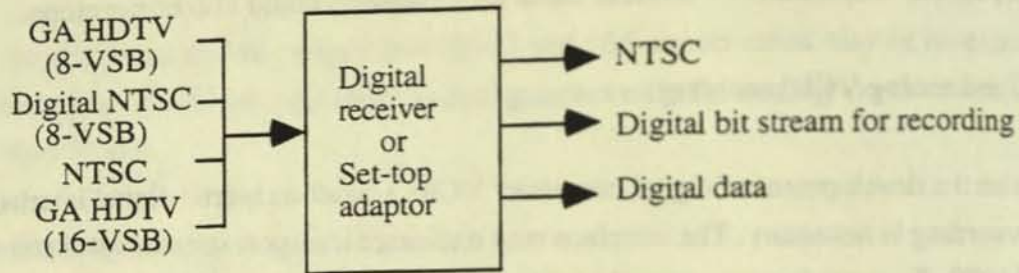 GA HDTV
(8-VSB)
Digital NTSC
(8-VSB)
NTSC
GA HDTV
(16-VSB)
Digital
receiver
or
Set-top
adaptor
NTSC
Digital bit stream for recording
Digital data